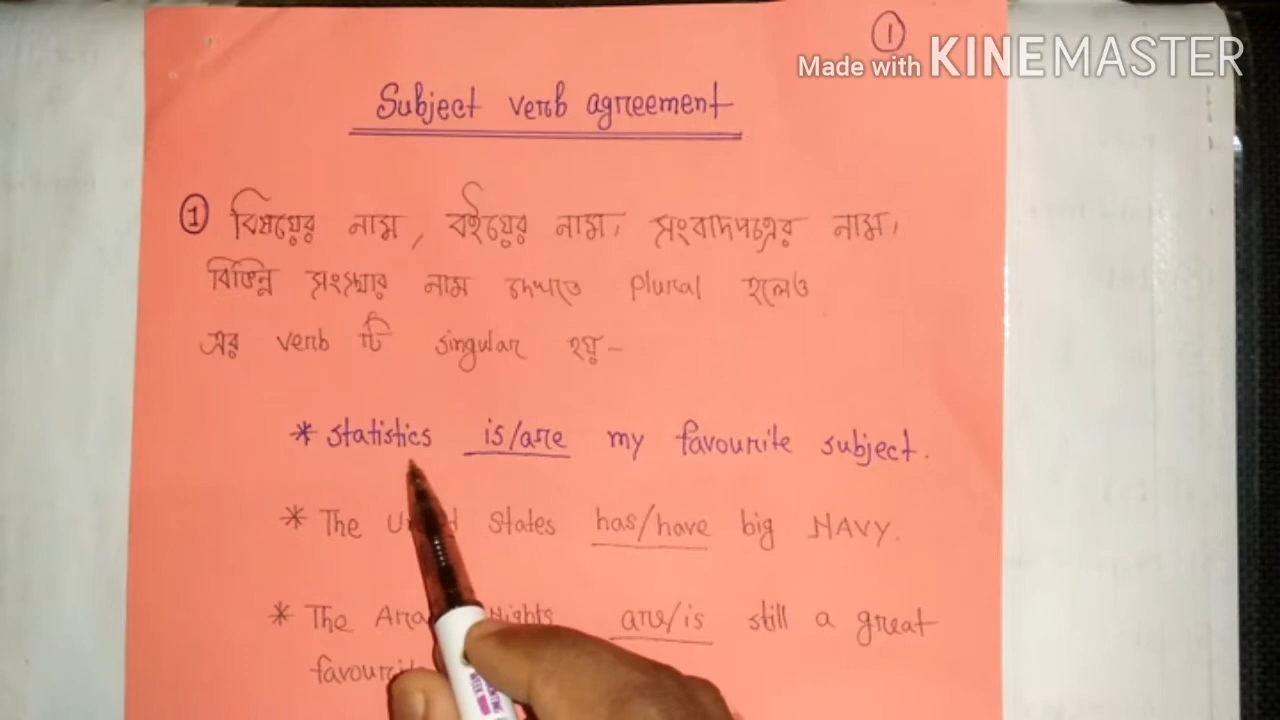 ①
Made with KINEMASTER
Subject verb agreement
① বিষয়ের নাম, বইয়ের নাম, সংবাদপত্রের নাম,
বিভিন্ন সংস্থার নাম দেখতে plural হলেও
এর verb টি singular হয় -
* statistics is/are my favourite subject.
* The States has/have big NAVY.
* The Nights are/is still a great